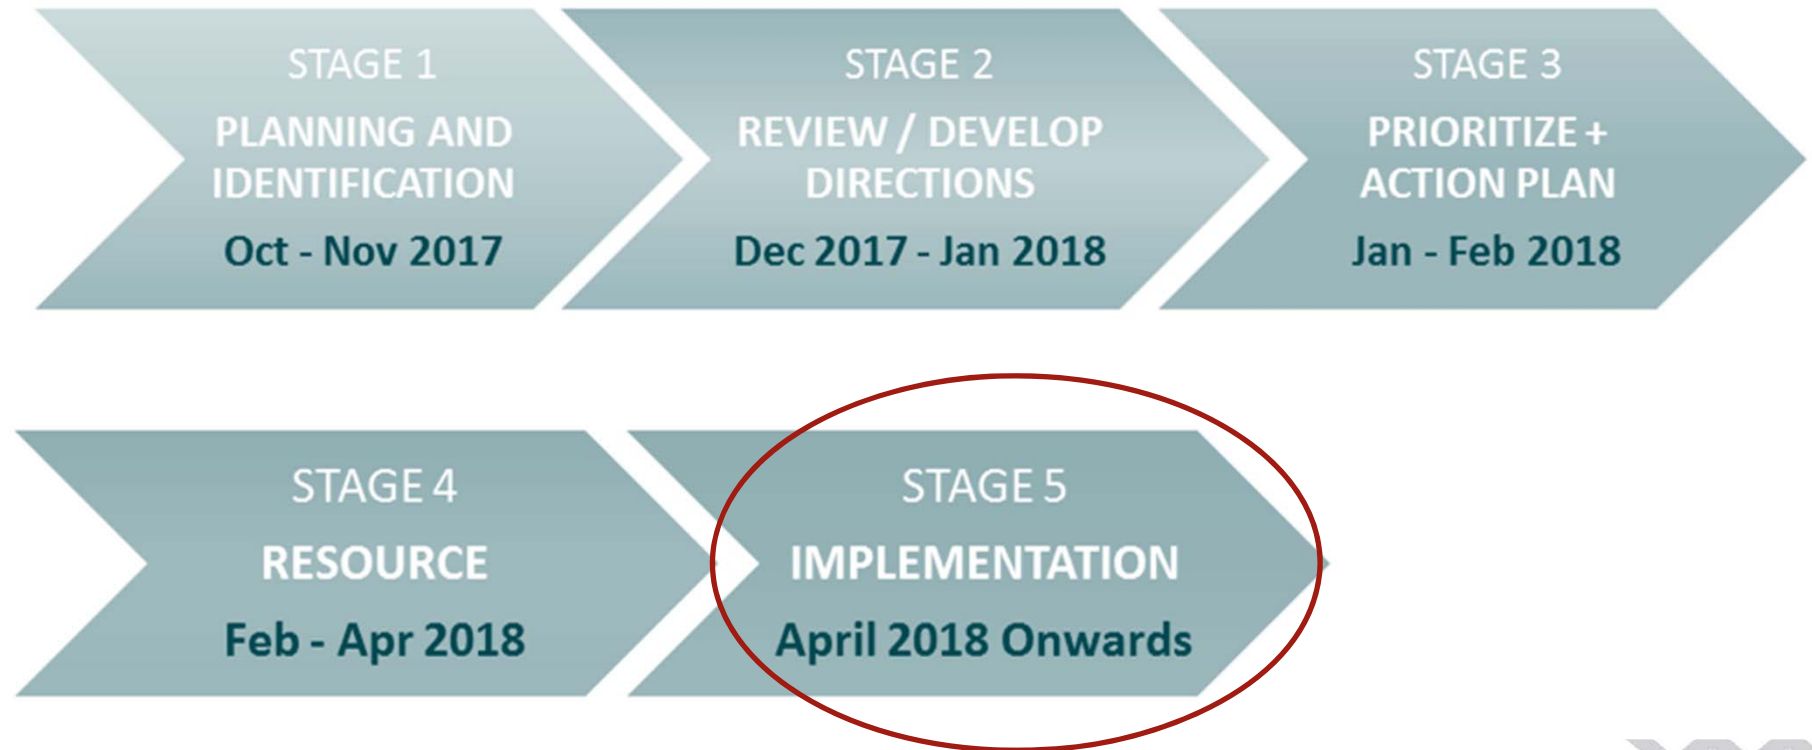 STAGE 1
PLANNING AND
IDENTIFICATION
Oct - Nov 2017
STAGE 2
REVIEW / DEVELOP
DIRECTIONS
Dec 2017 - Jan 2018
STAGE 3
PRIORITIZE +
ACTION PLAN
Jan - Feb 2018
STAGE 4
RESOURCE
Feb - Apr 2018
STAGE 5
IMPLEMENTATION
April 2018 Onwards